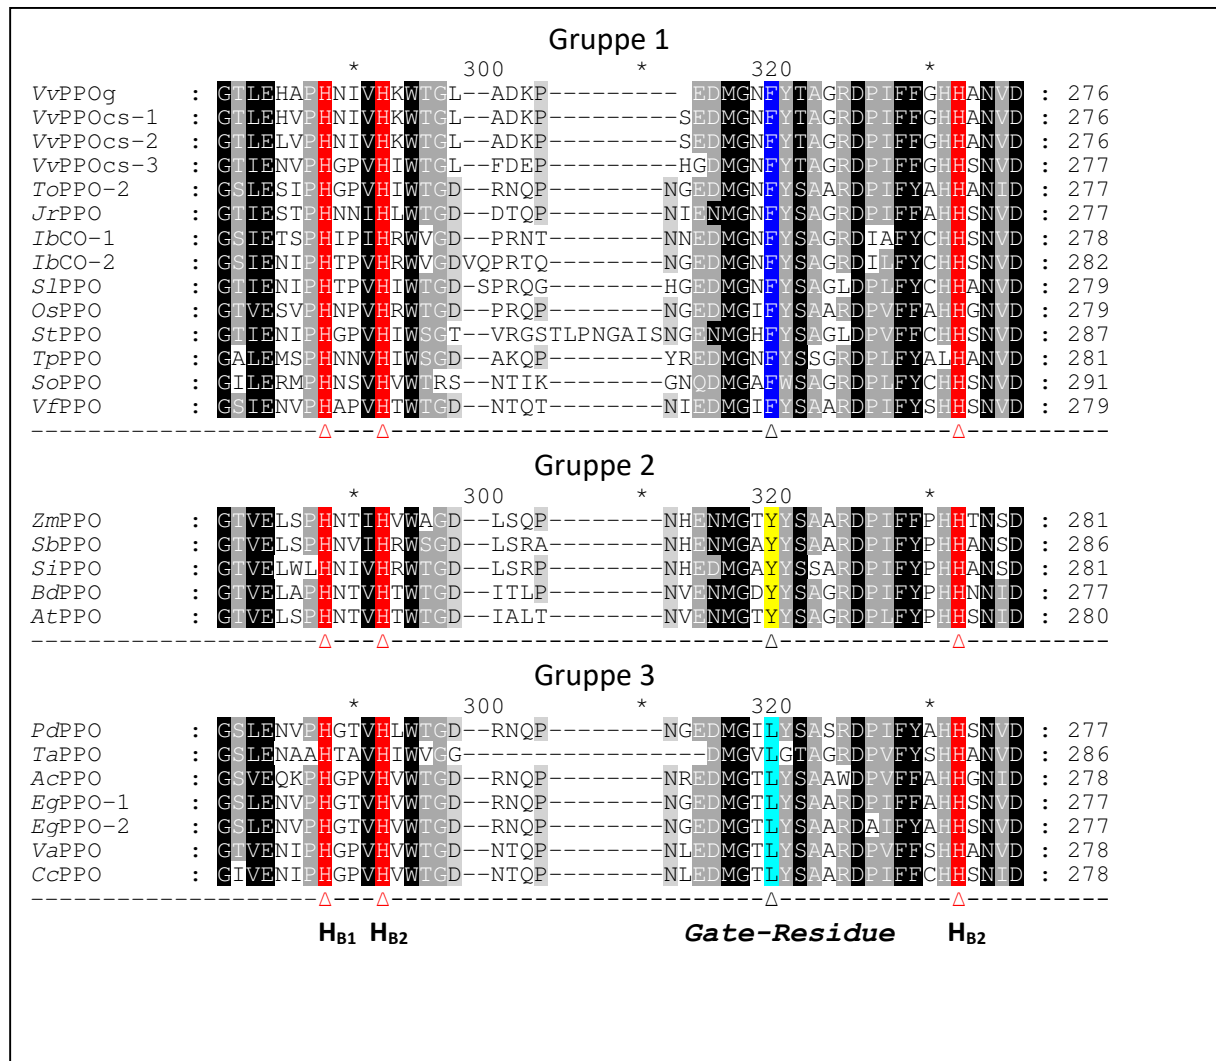 Gruppe 1
* 300 * 320 *
VvPPOg : GTLEHAPHNIVHKWTGL--ADKP--------- EDMGNFYTAGRDPIFFGHHANVD : 276
VvPPOcs-1 : GTLEHVPHNIVHKWTGL--ADKP---------SEDMGNFYTAGRDPIFFGHHANVD : 276
VvPPOcs-2 : GTLELVPHNIVHKWTGL--ADKP---------SEDMGNFYTAGRDPIFFGHHANVD : 276
VvPPOcs-3 : GTIENVPHGPVHIWTGL--FDEP---------HGDMGNFYTAGRDPIFFGHHSNVD : 277
ToPPO-2 : GSLESIPHGPVHIWTGD--RNQP--------NGEDMGNFYSAARDPIFYAHHANID : 277
JrPPO : GTIESTPHNNIHLWTGD--DTQP--------NIENMGNFYSAGRDPIFFAHHSNVD : 277
IbCO-1 : GSIETSPHIPIHRWVGD--PRNT--------NNEDMGNFYSAGRDIAFYCHHSNVD : 278
IbCO-2 : GSIENIPHTPVHRWVGDVQPRTQ--------NGEDMGNFYSAGRDILFYCHHSNVD : 282
SlPPO : GTIENIPHTPVHIWTGD-SPRQG--------HGEDMGNFYSAGLDPLFYCHHSNVD : 279
OsPPO : GTVESVPHNPVHRWTGD--PRQP--------NGEDMGIFYSAARDPVFFAHHGNVD : 279
StPPO : GTIENIPHGPVHIWSGT--VRGSTLPNGAISNGENMGHFYSAGLDPVFFCHHSNVD : 287
TpPPO : GALEMSPHNNVHIWSGD--AKQP--------YREDMGNFYSSGRDPLFYALHANVD : 281
SoPPO : GILERMPHNSVHVWTRS--NTIK--------GNQDMGAFWSAGRDPLFYCHHSNVD : 291
VfPPO : GSIENVPHAPVHTWTGD--NTQT--------NIEDMGIFYSAARDPIFYSHHSNVD : 279
--------------------△---△--------------------------△------------△----------
Gruppe 2
* 300 * 320 *
ZmPPO : GTVELSPHNTIHVWAGD--LSQP--------NHENMGTYYSAARDPIFFPHHTNSD : 281
SbPPO : GTVELSPHNVIHRWSGD--LSRA--------NHENMGAYYSAARDPIFYPHHANSD : 286
SiPPO : GTVELWLHNIVHRWTGD--LSRP--------NHEDMGAYYSSARDPIFYPHHANSD : 281
BdPPO : GTVELAPHNTVHTWTGD--ITLP--------NVENMGDYYSAGRDPLFYPHHNNID : 277
AtPPO : GTVELSPHNTVHTWTGD--IALT--------NVENMGTYYSAGRDPLFYPHHSNID : 280
--------------------△---△--------------------------△------------△----------
Gruppe 3
* 300 * 320 *
PdPPO : GSLENVPHGTVHLWTGD--RNQP--------NGEDMGILYSASRDPIFYAHHSNVD : 277
TaPPO : GSLENAAHTAVHIWVGG-----------------DMGVLGTAGRDPVFYSHHANVD : 286
AcPPO : GSVEQKPHGPVHVWTGD--RNQP--------NREDMGTLYSAAWDPVFFAHHGNID : 278
EgPPO-1 : GSLENVPHGTVHVWTGD--RNQP--------NGEDMGTLYSAARDPIFFAHHSNVD : 277
EgPPO-2 : GSLENVPHGTVHVWTGD--RNQP--------NGEDMGTLYSAARDAIFYAHHSNVD : 277
VaPPO : GTVENIPHGPVHVWTGD--NTQP--------NLEDMGTLYSAARDPVFFSHHANVD : 278
CcPPO : GIVENIPHGPVHVWTGD--NTQP--------NLEDMGTLYSAARDPIFFCHHSNID : 278
--------------------△---△--------------------------△------------△----------
HB1 HB2 Gate-Residue HB2